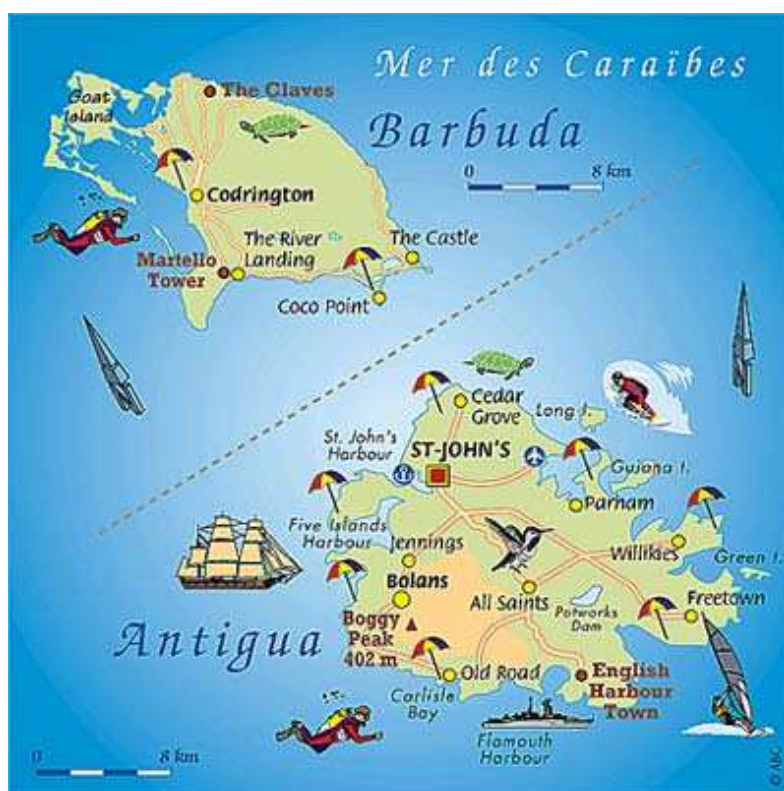 Mer des Caraïbes
Goat
Island
The Claves
Barbuda
0 8 km
Codrington
The River
Landing
The Castle
Martello
Tower
Coco Point
Cedar
Grove
Long I.
St. John's
Harbour
ST-JOHN'S
Guiana I.
Parnam
Five Islands
Harbour
Jennings
Willikies
Green I.
Bolans
All Saints
Potworks
Dam
Freetown
Antigua
Boggy
Peak
402 m
Old Road
English
Harbour
Town
Carlisle
Bay
Flamouth
Harbour
0 8 km